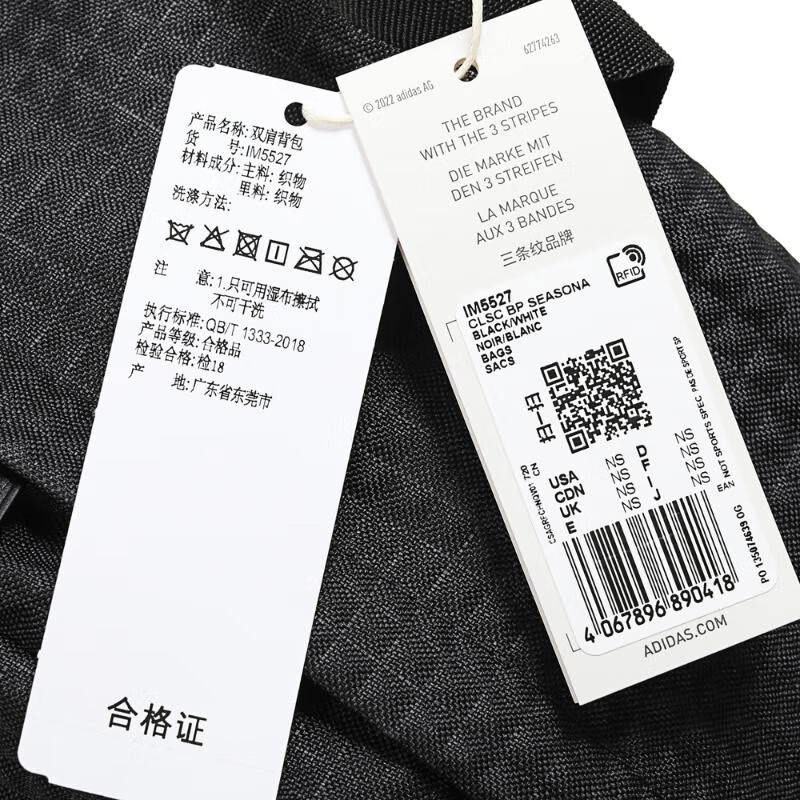 产品名称: 双肩背包
货 号:IM5527
材料成分: 主料: 织物
里料: 织物
洗涤方法:
注 意: 1.只可用湿布擦拭
不可干洗
执行标准: QB/T 1333-2018
产品等级: 合格品
检验合格: 检18
产 地: 广东省东莞市
合格证
62774263
© 2022 adidas AG
THE BRAND
WITH THE 3 STRIPES
DIE MARKE MIT
DEN 3 STREIFEN
LA MARQUE
AUX 3 BANDES
三条纹品牌
RFID
IM5527
CLSC BP SEASONA
BLACK/WHITE
NOIR/BLANC
BAGS
SACS
扫一扫
USA NS D NS
CDN NS F NS
UK NS I NS
E NS J NS
CN
EAN NOT SPORTS SPEC PAS DE SPORT SP
PO 135074639 OG
4 067896 890418
ADIDAS.COM